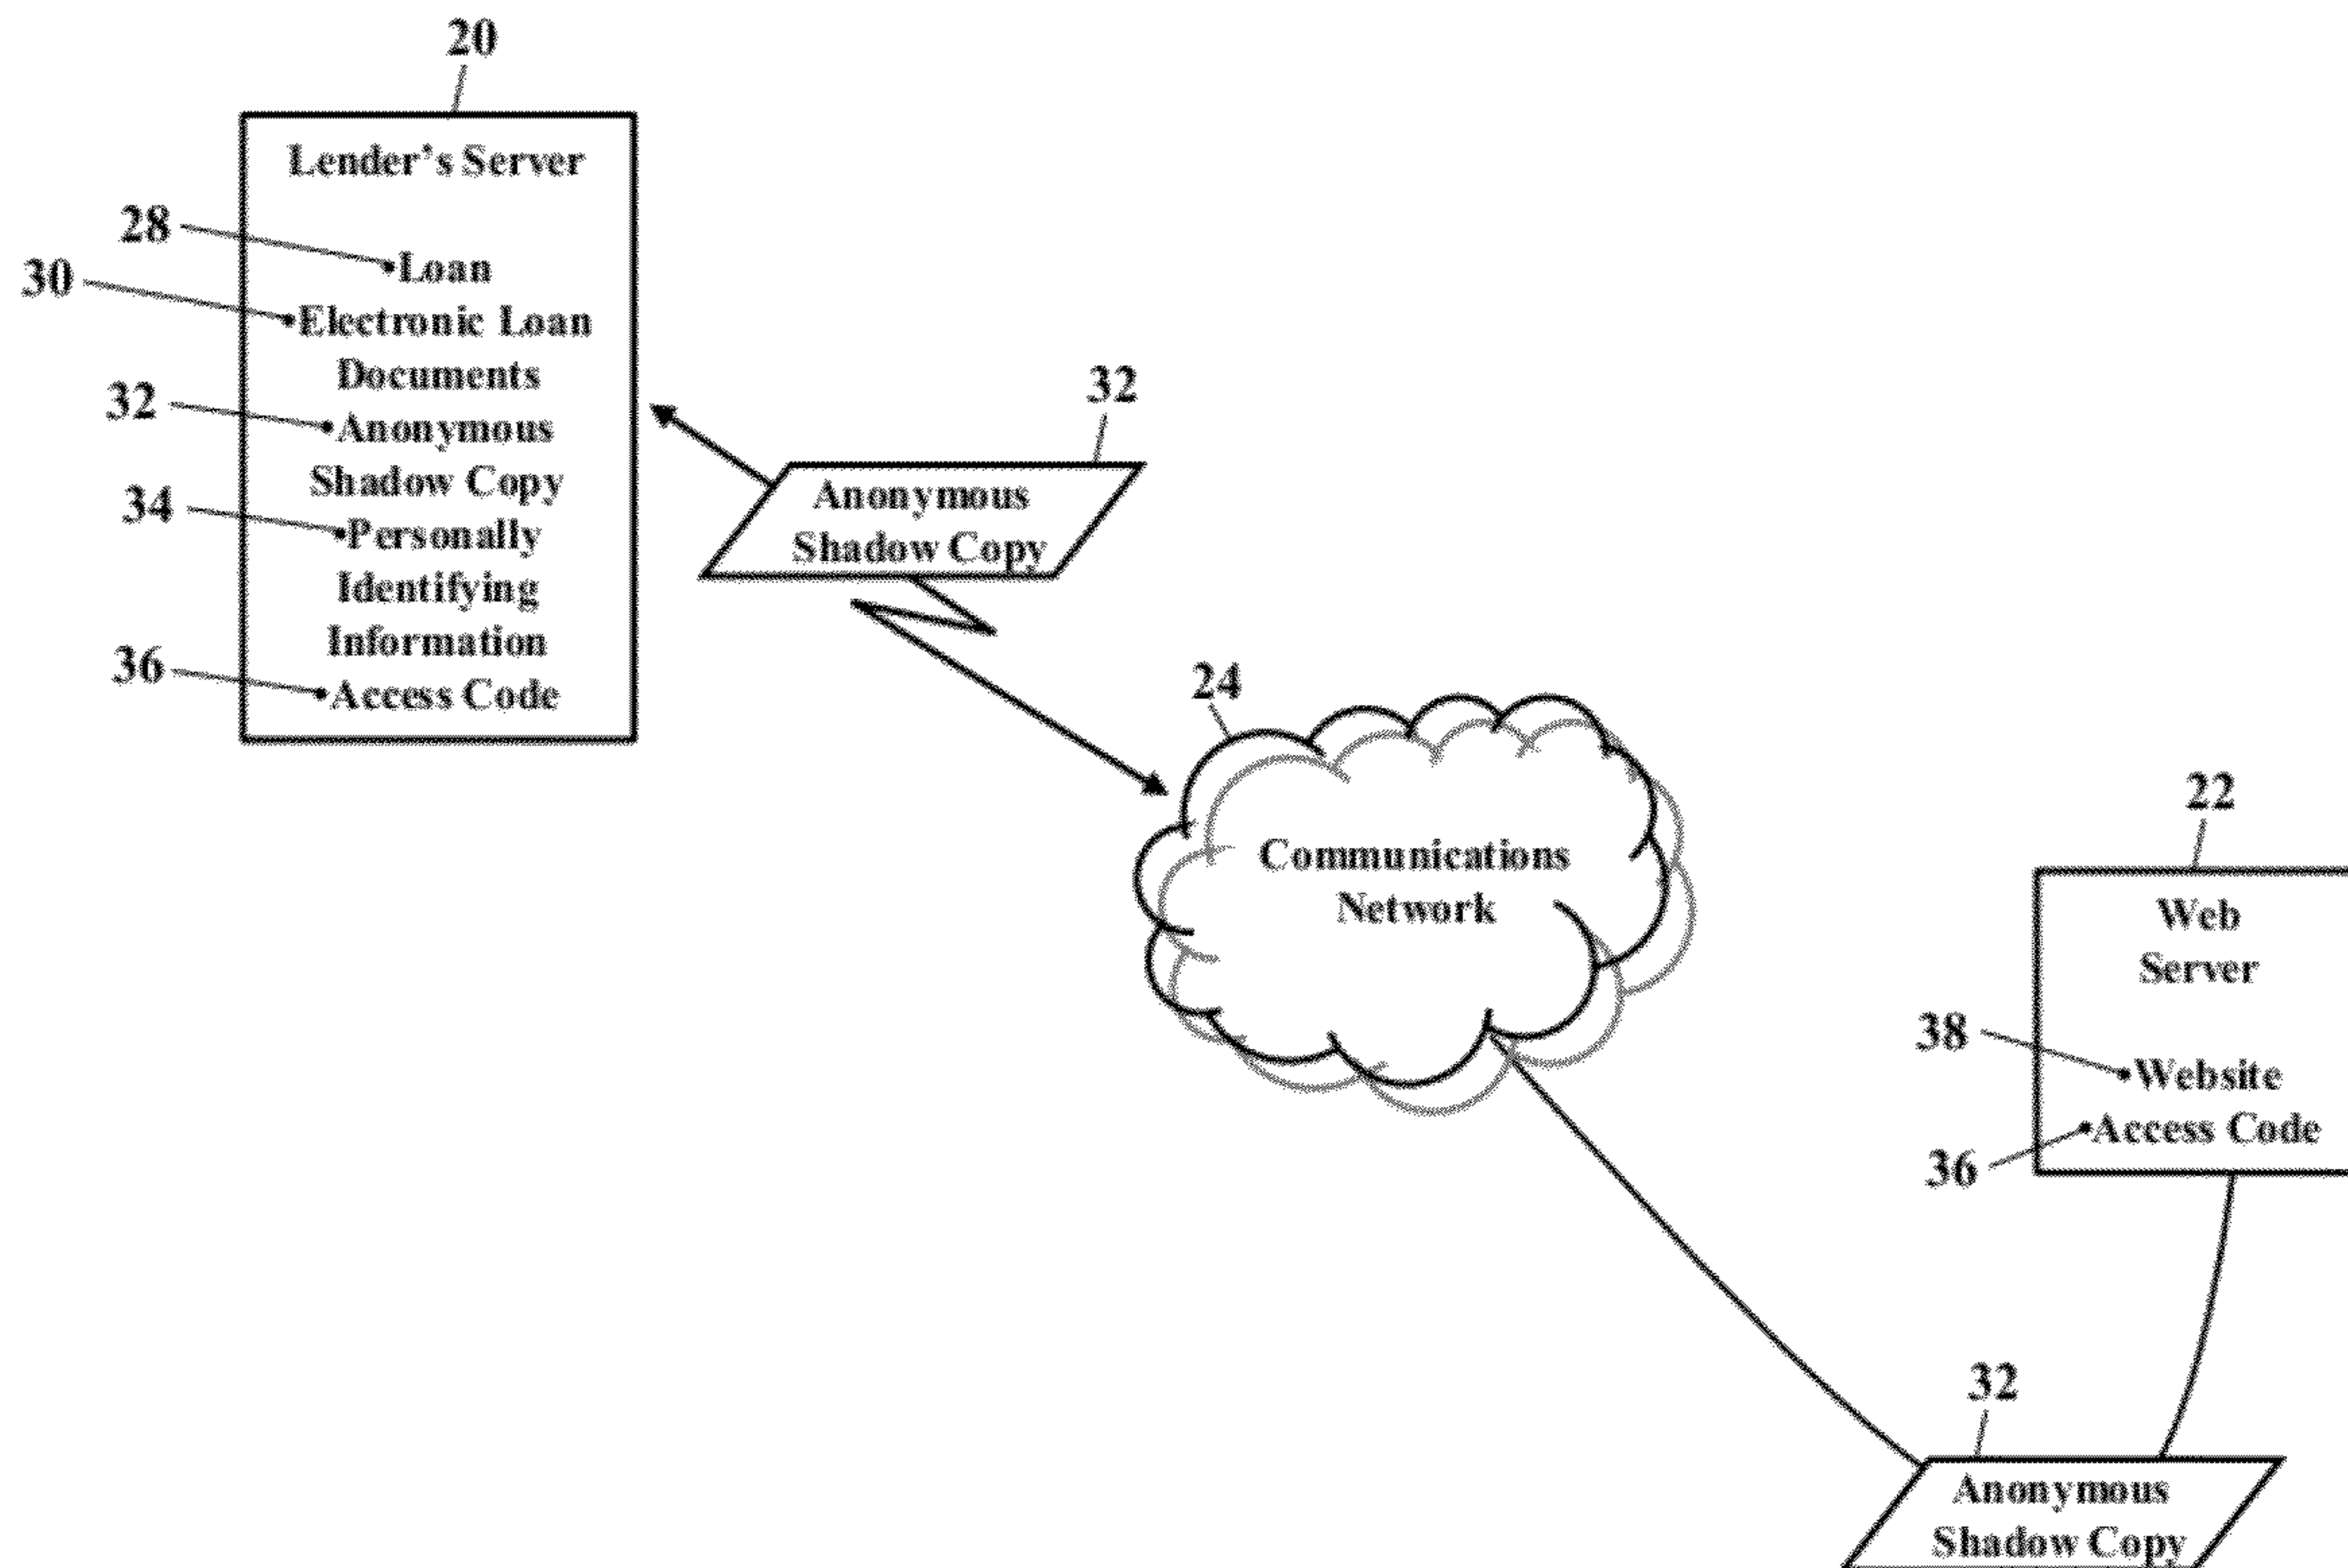 20
Lender's Server
28
•Loan
30
•Electronic Loan
Documents
32
•Anonymous
Shadow Copy
34
•Personally
Identifying
Information
36
•Access Code
32
Anonymous
Shadow Copy
24
Communications
Network
22
Web
Server
38
•Website
36
•Access Code
32
Anonymous
Shadow Copy